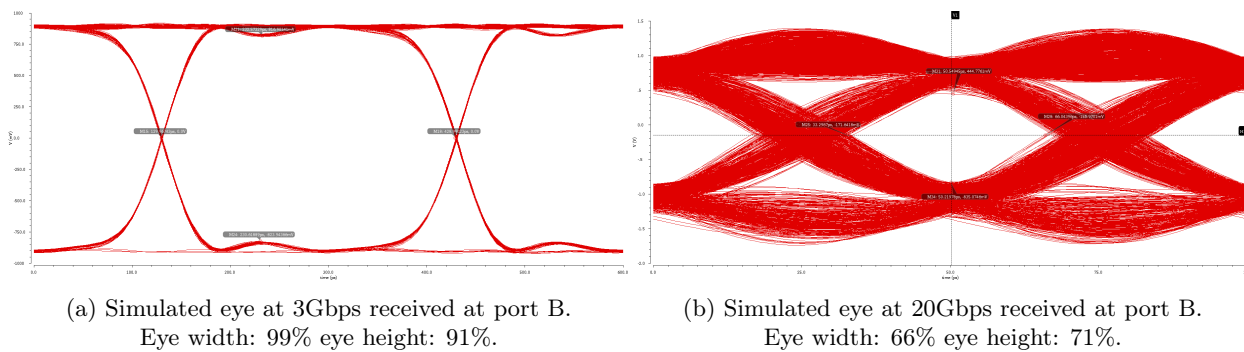 1000
750.0
500.0
250.0
0.0
-250.0
-500.0
-750.0
-1000
V (mV)
0.0 100.0 200.0 300.0 400.0 500.0 600.0
time (ps)
1.5
1.0
.5
0.0
-.5
-1.0
-1.5
-2.0
V (V)
V1
0.0 25.0 50.0 75.0
time (ps)
(a) Simulated eye at 3Gbps received at port B.
Eye width: 99% eye height: 91%.
(b) Simulated eye at 20Gbps received at port B.
Eye width: 66% eye height: 71%.